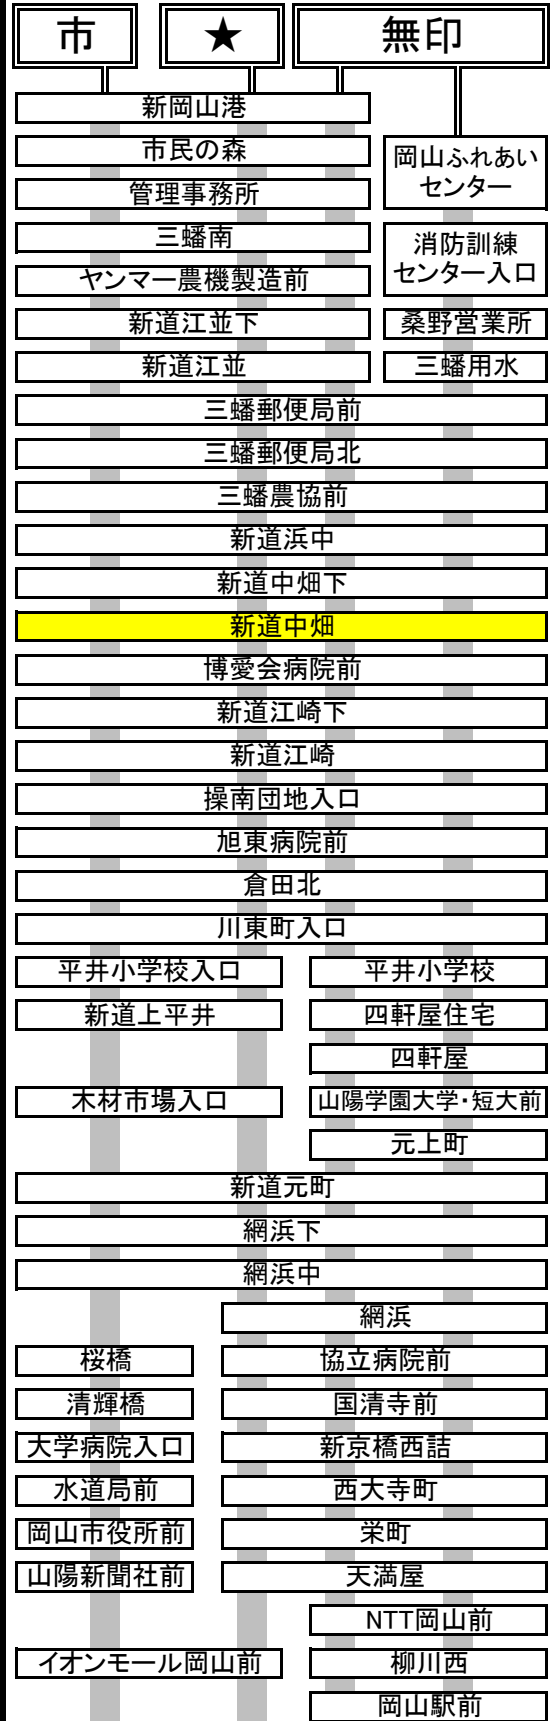 市 ★ 無印
新岡山港
市民の森
岡山ふれあい
センター
管理事務所
三蟠南
消防訓練
センター入口
ヤンマー農機製造前
新道江並下
桑野営業所
新道江並
三蟠用水
三蟠郵便局前
三蟠郵便局北
三蟠農協前
新道浜中
新道中畑下
新道中畑
博愛会病院前
新道江崎下
新道江崎
操南団地入口
旭東病院前
倉田北
川東町入口
平井小学校入口
平井小学校
新道上平井
四軒屋住宅
四軒屋
木材市場入口
山陽学園大学・短大前
元上町
新道元町
網浜下
網浜中
網浜
桜橋
協立病院前
清輝橋
国清寺前
大学病院入口
新京橋西詰
水道局前
西大寺町
岡山市役所前
栄町
山陽新聞社前
天満屋
NTT岡山前
イオンモール岡山前
柳川西
岡山駅前